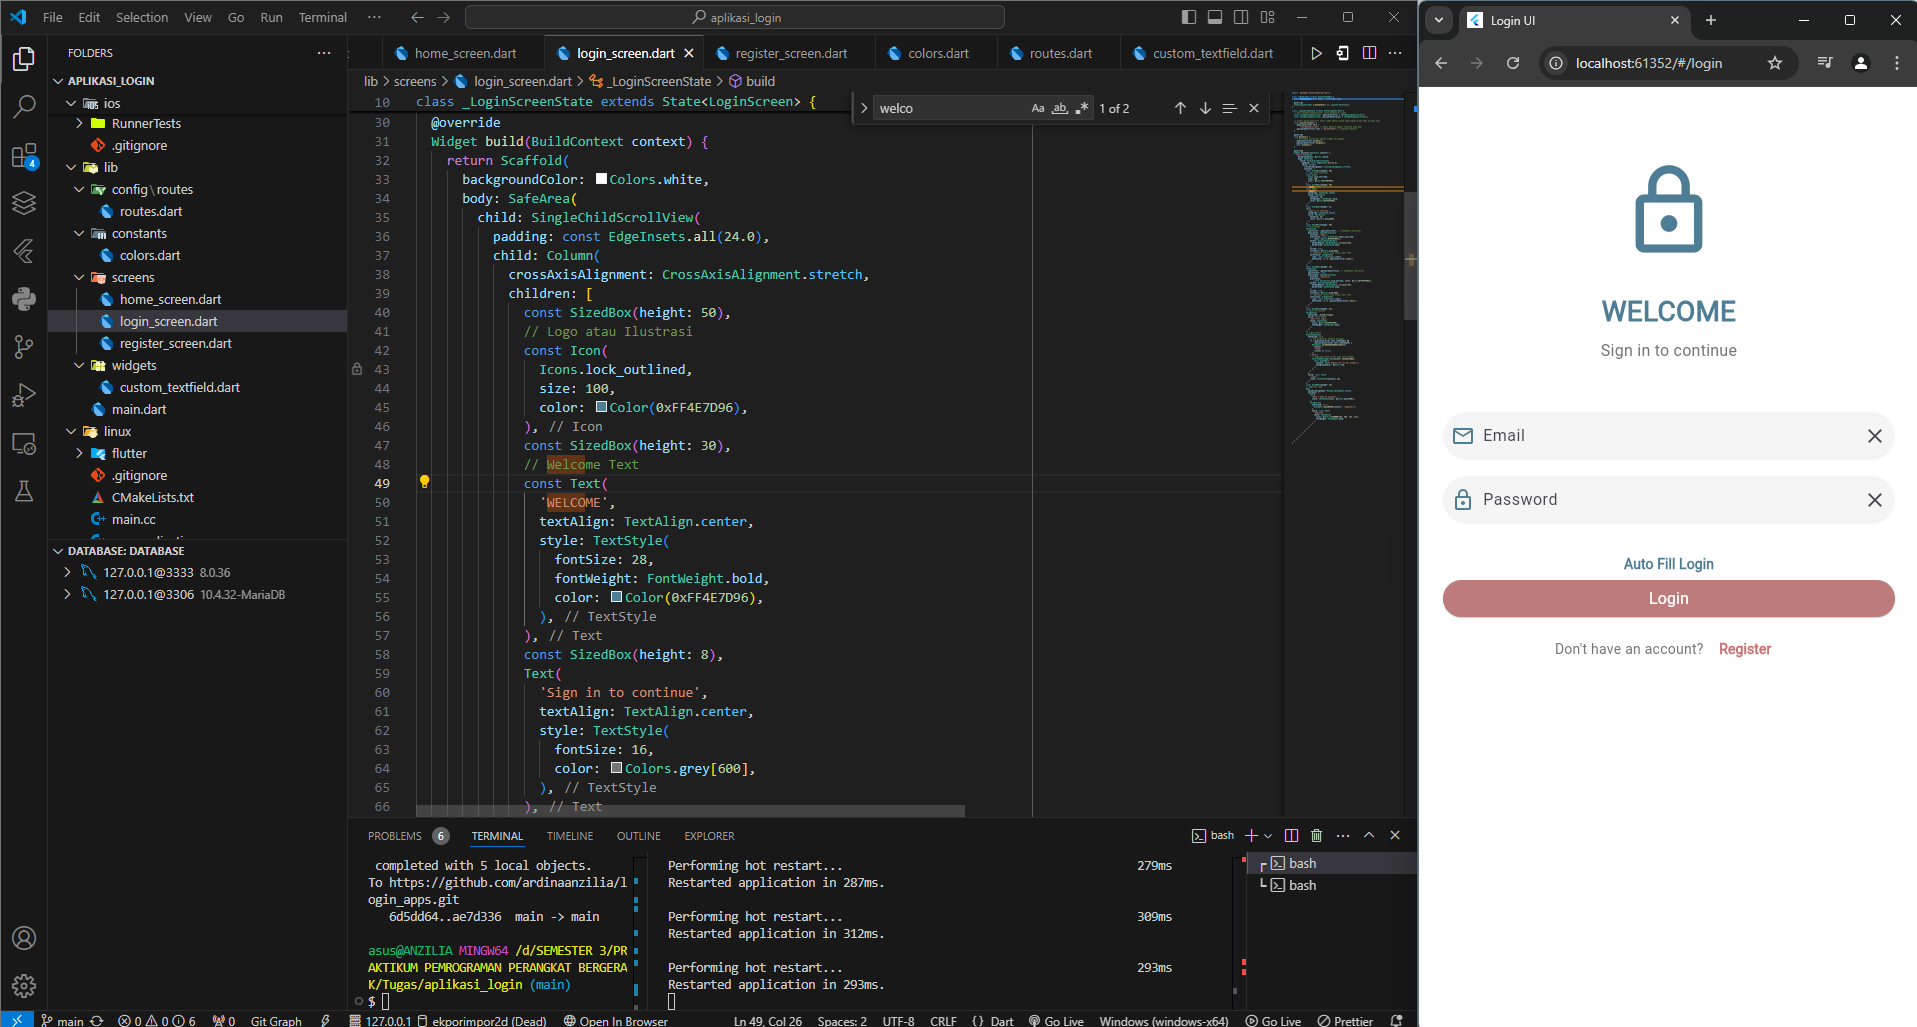 File Edit Selection View Go Run Terminal ··· aplikasi_login
FOLDERS
APLIKASI_LOGIN
ios
RunnerTests
.gitignore
lib
config\routes
routes.dart
constants
colors.dart
screens
home_screen.dart
login_screen.dart
register_screen.dart
widgets
custom_textfield.dart
main.dart
linux
flutter
.gitignore
CMakeLists.txt
main.cc
DATABASE: DATABASE
127.0.0.1@3333 8.0.36
127.0.0.1@3306 10.4.32-MariaDB
4
home_screen.dart login_screen.dart register_screen.dart colors.dart routes.dart custom_textfield.dart
lib > screens > login_screen.dart > _LoginScreenState > build
welco Aa ab 1 of 2
10 class _LoginScreenState extends State<LoginScreen> {
30 @override
31 Widget build(BuildContext context) {
32 return Scaffold(
33 backgroundColor: Colors.white,
34 body: SafeArea(
35 child: SingleChildScrollView(
36 padding: const EdgeInsets.all(24.0),
37 child: Column(
38 crossAxisAlignment: CrossAxisAlignment.stretch,
39 children: [
40 const SizedBox(height: 50),
41 // Logo atau Ilustrasi
42 const Icon(
43 Icons.lock_outlined,
44 size: 100,
45 color: Color(0xFF4E7D96),
46 ), // Icon
47 const SizedBox(height: 30),
48 // Welcome Text
49 const Text(
50 'WELCOME',
51 textAlign: TextAlign.center,
52 style: TextStyle(
53 fontSize: 28,
54 fontWeight: FontWeight.bold,
55 color: Color(0xFF4E7D96),
56 ), // TextStyle
57 ), // Text
58 const SizedBox(height: 8),
59 Text(
60 'Sign in to continue',
61 textAlign: TextAlign.center,
62 style: TextStyle(
63 fontSize: 16,
64 color: Colors.grey[600],
65 ), // TextStyle
66 ), // Text
PROBLEMS 6 TERMINAL TIMELINE OUTLINE EXPLORER bash
completed with 5 local objects.
To https://github.com/ardinaanzilia/l
ogin_apps.git
6d5dd64..ae7d336 main -> main
asus@ANZILIA MINGW64 /d/SEMESTER 3/PR
AKTIKUM PEMROGRAMAN PERANGKAT BERGERA
K/Tugas/aplikasi_login (main)
$
Performing hot restart... 279ms
Restarted application in 287ms.
Performing hot restart... 309ms
Restarted application in 312ms.
Performing hot restart... 293ms
Restarted application in 293ms.
bash
bash
main 0 0 6 0 Git Graph 127.0.0.1 ekporimpor2d (Dead) Open In Browser Ln 49, Col 26 Spaces: 2 UTF-8 CRLF {} Dart Go Live Windows (windows-x64) Go Live Prettier
Login UI
localhost:61352/#/login
WELCOME
Sign in to continue
Email
Password
Auto Fill Login
Login
Don't have an account? Register